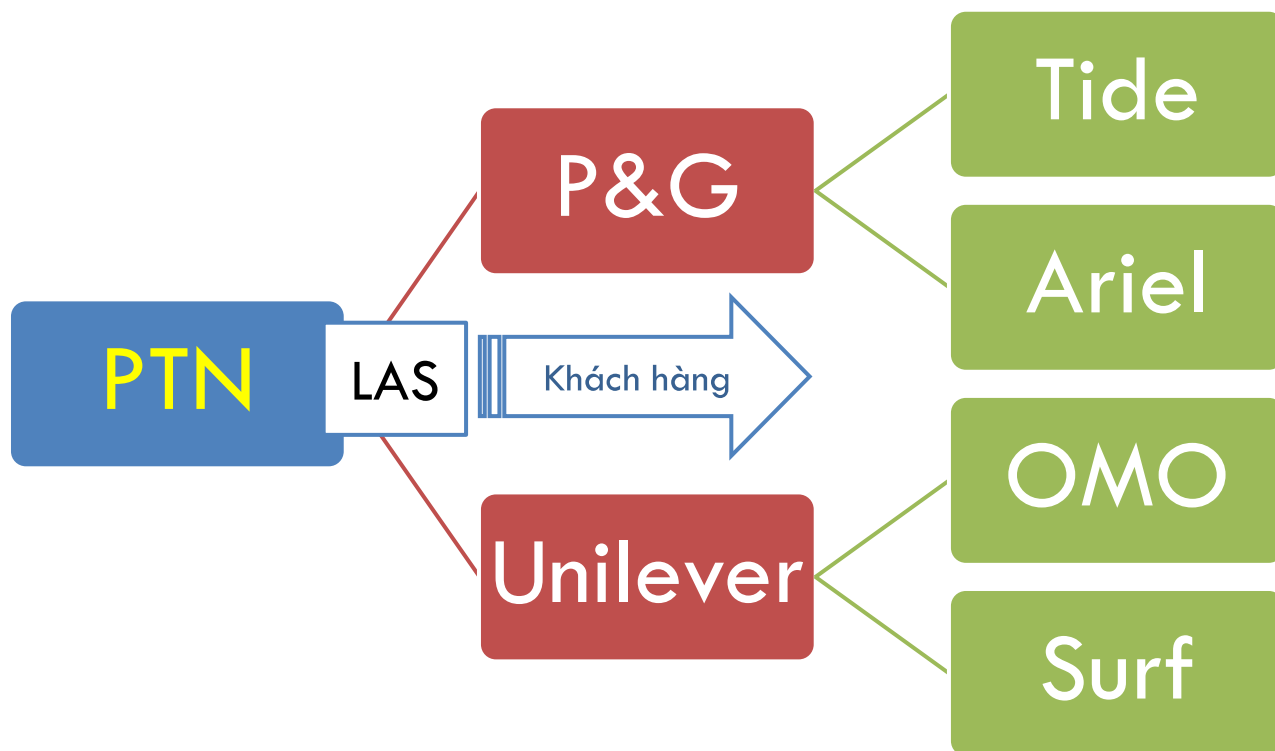 PTN
LAS
P&G
Khách hàng
Unilever
Tide
Ariel
OMO
Surf